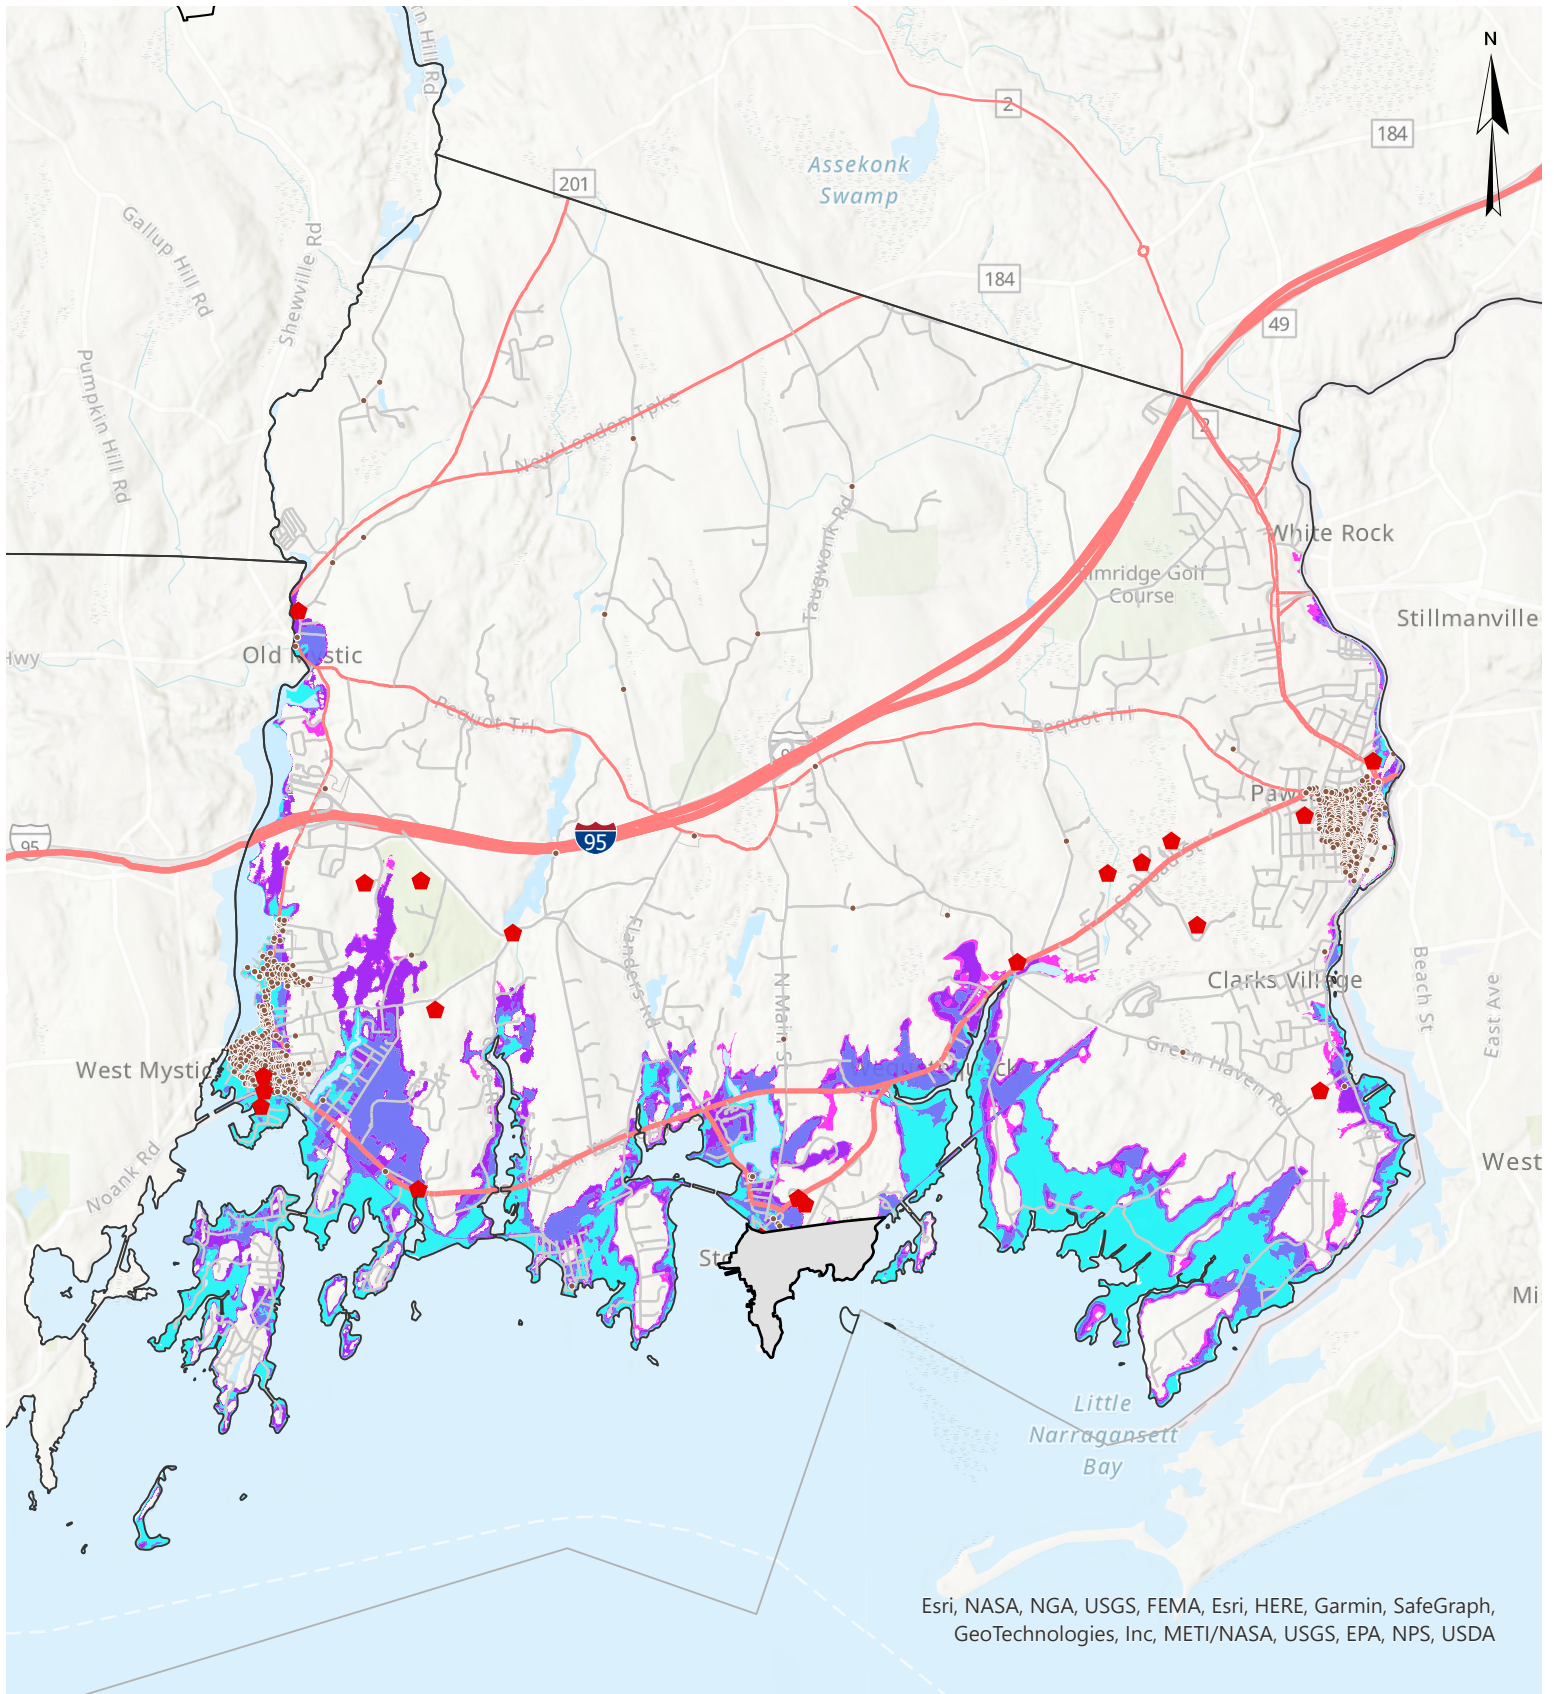 N
2
184
Assekonk
Swamp
201
Gallup Hill Rd
Shewville Rd
184
49
Pumpkin Hill Rd
New London Tpke
2
White Rock
Taugwonk Rd
Course
Stillmanville
Hwy
Pequot Trl
Pequot Trl
95
95
Flanders Rd
N Main St
Clarks Village
Beach St
East Ave
West Mystic
Green Haven Rd
Noank Rd
West
Mi
Little
Narragansett
Bay
Esri, NASA, NGA, USGS, FEMA, Esri, HERE, Garmin, SafeGraph,
GeoTechnologies, Inc, METI/NASA, USGS, EPA, NPS, USDA